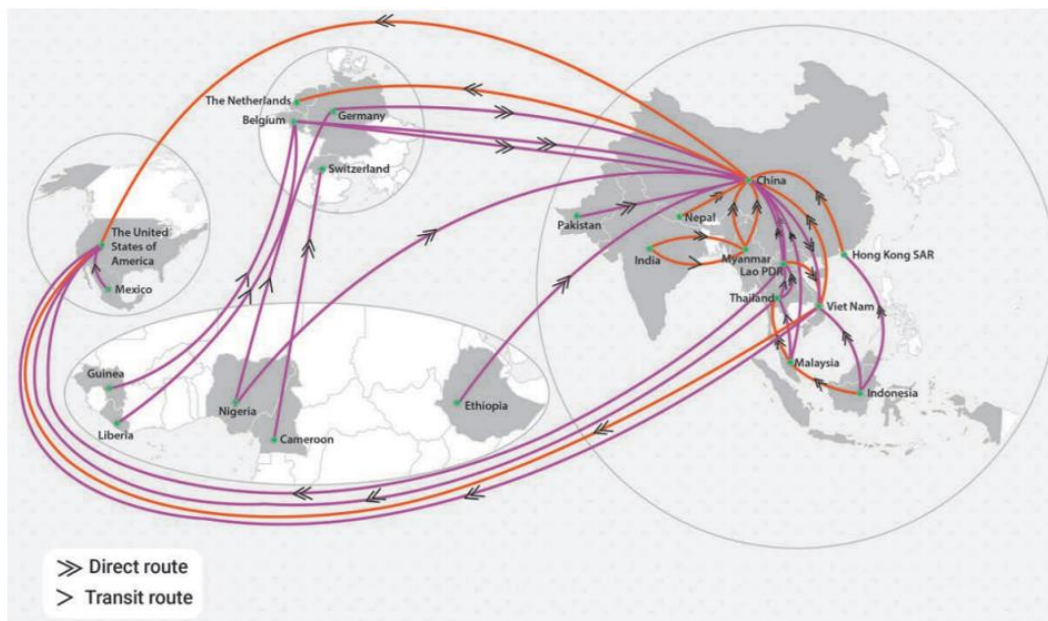 The Netherlands
Belgium
Germany
Switzerland
The United
States of
America
Mexico
Guinea
Liberia
Nigeria
Cameroon
Ethiopia
Pakistan
Nepal
China
India
Myanmar
Lao PDR
Hong Kong SAR
Thailand
Viet Nam
Malaysia
Indonesia
Direct route
Transit route